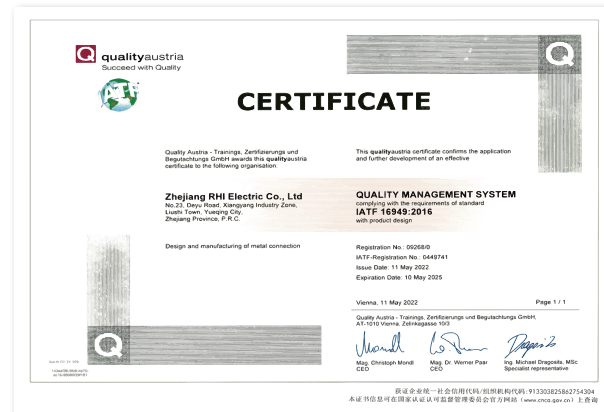 Q qualityaustria
Succeed with Quality
IATF
CERTIFICATE
Q
Quality Austria - Trainings, Zertifizierungs und
Begutachtungs GmbH awards this qualityaustria
certificate to the following organisation:
This qualityaustria certificate confirms the application
and further development of an effective
Zhejiang RHI Electric Co., Ltd
No.23, Deyu Road, Xiangyang Industry Zone,
Liushi Town, Yueqing City,
Zhejiang Province, P.R.C.
QUALITY MANAGEMENT SYSTEM
complying with the requirements of standard
IATF 16949:2016
with product design
Design and manufacturing of metal connection
Registration No.: 09268/0
IATF-Registration No.: 0449741
Issue Date: 11 May 2022
Expiration Date: 10 May 2025
Vienna, 11 May 2022
Page 1 / 1
Quality Austria - Trainings, Zertifizierungs und Begutachtungs GmbH,
AT-1010 Vienna, Zelinkagasse 10/3
Q
Mag. Christoph Mondl
CEO
Mag. Dr. Werner Paar
CEO
Ing. Michael Dragosits, MSc
Specialist representative
获证企业统一社会信用代码/组织机构代码:913303825862754304
本证书信息可在国家认证认可监督管理委员会官方网站 (www.cnca.gov.cn) 上查询